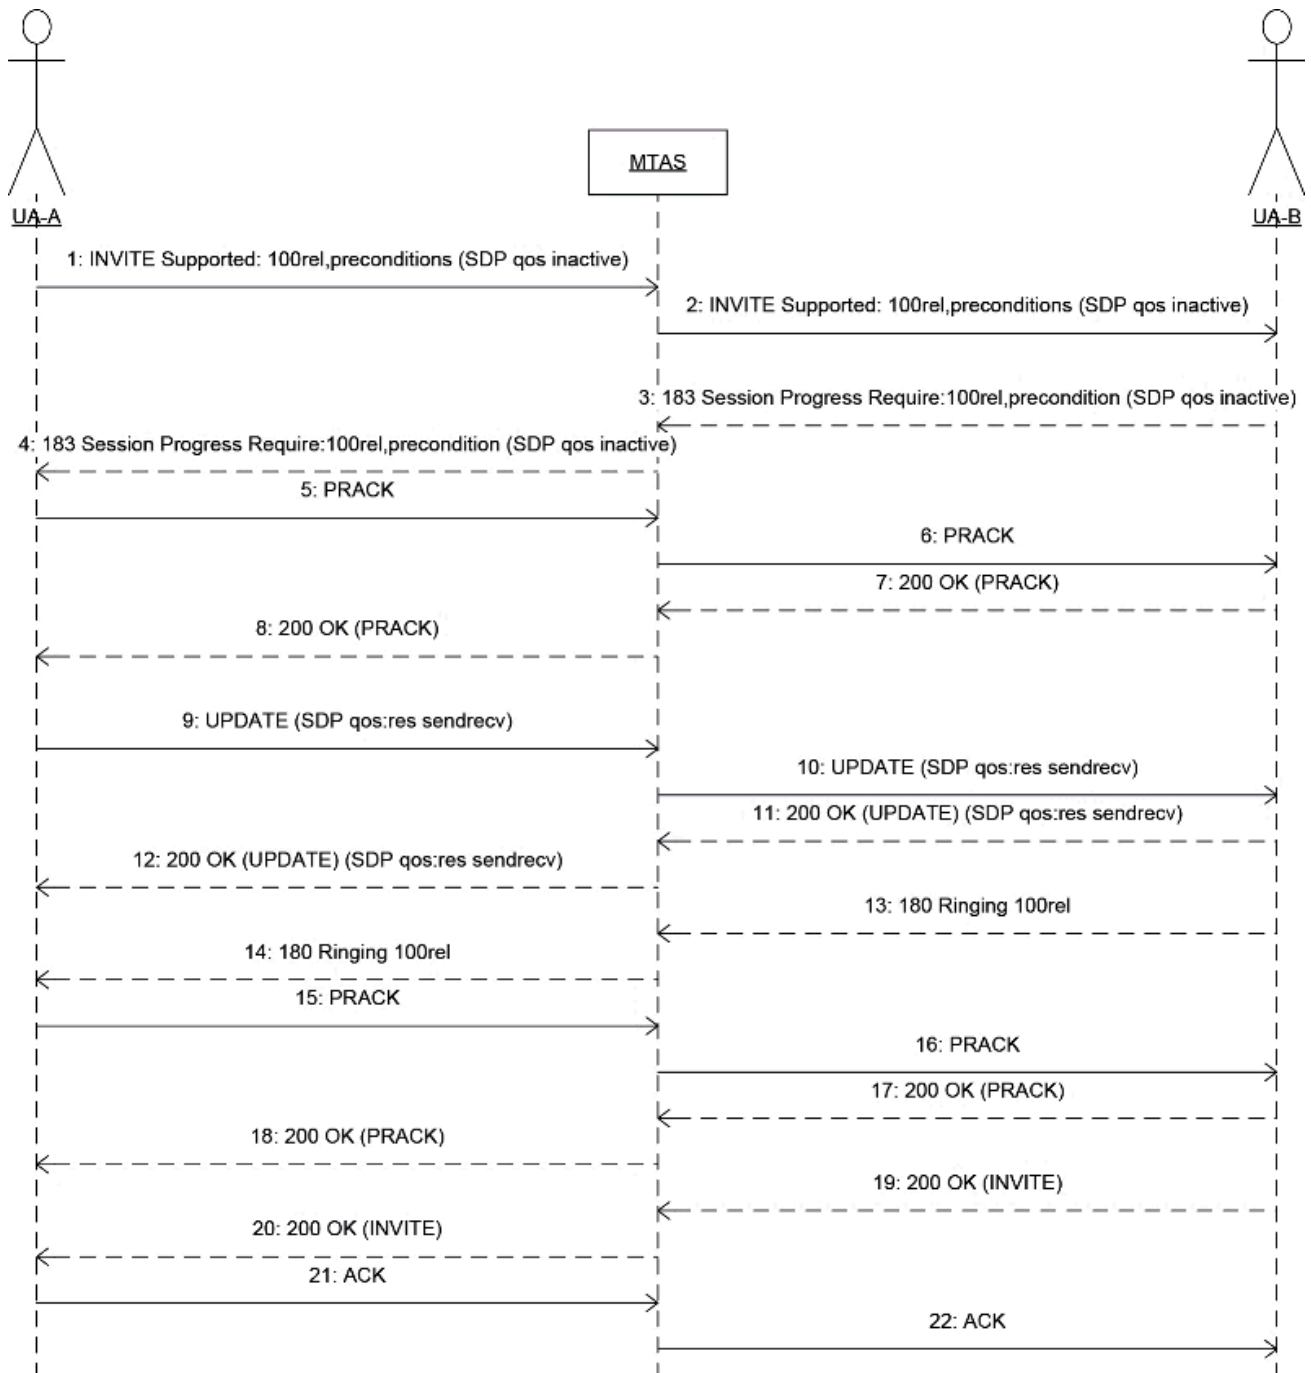 MTAS
UA-A
UA-B
1: INVITE Supported: 100rel,preconditions (SDP qos inactive)
2: INVITE Supported: 100rel,preconditions (SDP qos inactive)
3: 183 Session Progress Require:100rel,precondition (SDP qos inactive)
4: 183 Session Progress Require:100rel,precondition (SDP qos inactive)
5: PRACK
6: PRACK
7: 200 OK (PRACK)
8: 200 OK (PRACK)
9: UPDATE (SDP qos:res sendrecv)
10: UPDATE (SDP qos:res sendrecv)
11: 200 OK (UPDATE) (SDP qos:res sendrecv)
12: 200 OK (UPDATE) (SDP qos:res sendrecv)
13: 180 Ringing 100rel
14: 180 Ringing 100rel
15: PRACK
16: PRACK
17: 200 OK (PRACK)
18: 200 OK (PRACK)
19: 200 OK (INVITE)
20: 200 OK (INVITE)
21: ACK
22: ACK